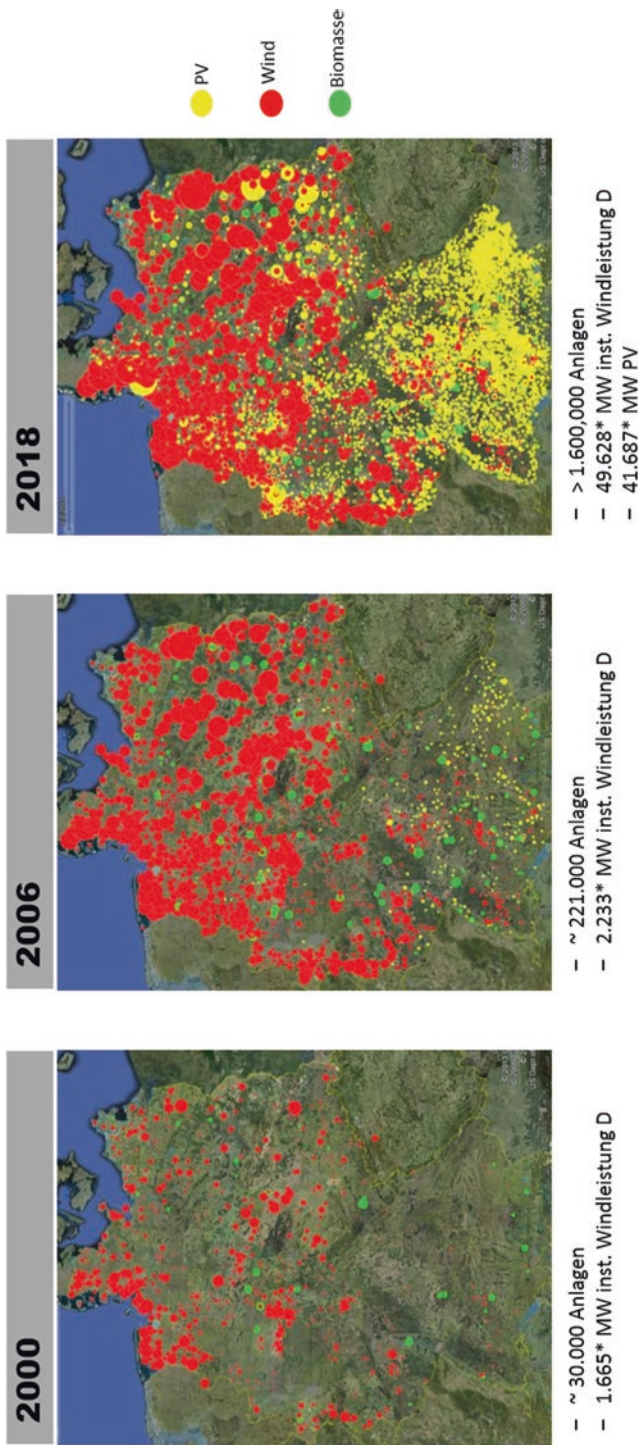 2000
– ~ 30.000 Anlagen
– 1.665* MW inst. Windleistung D
2006
– ~ 221.000 Anlagen
– 2.233* MW inst. Windleistung D
2018
– > 1.600,000 Anlagen
– 49.628* MW inst. Windleistung D
– 41.687* MW PV
PV
Wind
Biomasse